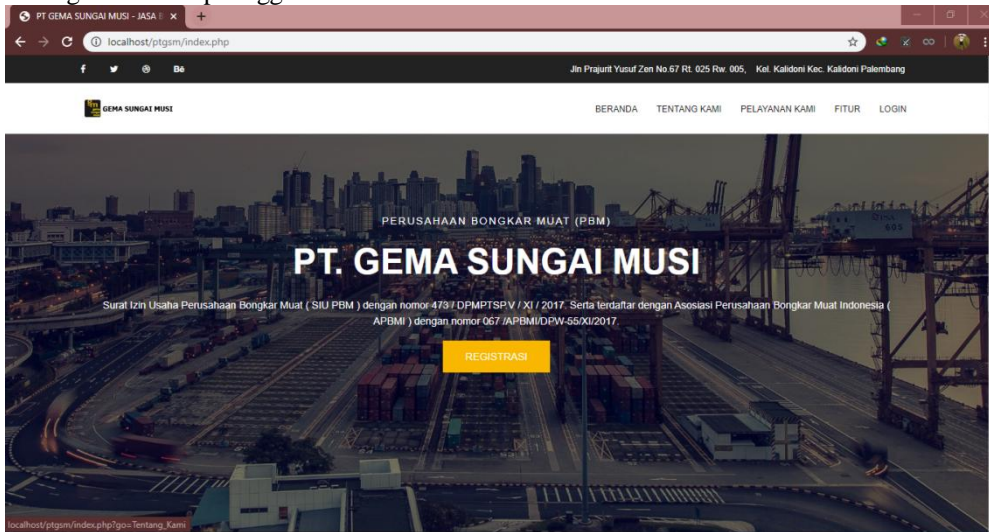 PT GEMA SUNGAI MUSI - JASA
localhost/ptgsm/index.php
Bē
Jln Prajurit Yusuf Zen No.67 Rt. 025 Rw. 005, Kel. Kalidoni Kec. Kalidoni Palembang
GEMA SUNGAI MUSI
BERANDA TENTANG KAMI PELAYANAN KAMI FITUR LOGIN
PERUSAHAAN BONGKAR MUAT (PBM)
PT. GEMA SUNGAI MUSI
Surat Izin Usaha Perusahaan Bongkar Muat ( SIU PBM ) dengan nomor 473 / DPMPTSP.V / XI / 2017. Serta terdaftar dengan Asosiasi Perusahaan Bongkar Muat Indonesia (
APBMI ) dengan nomor 067 /APBMI/DPW-55/XI/2017.
REGISTRASI
localhost/ptgsm/index.php?go=Tentang_Kami